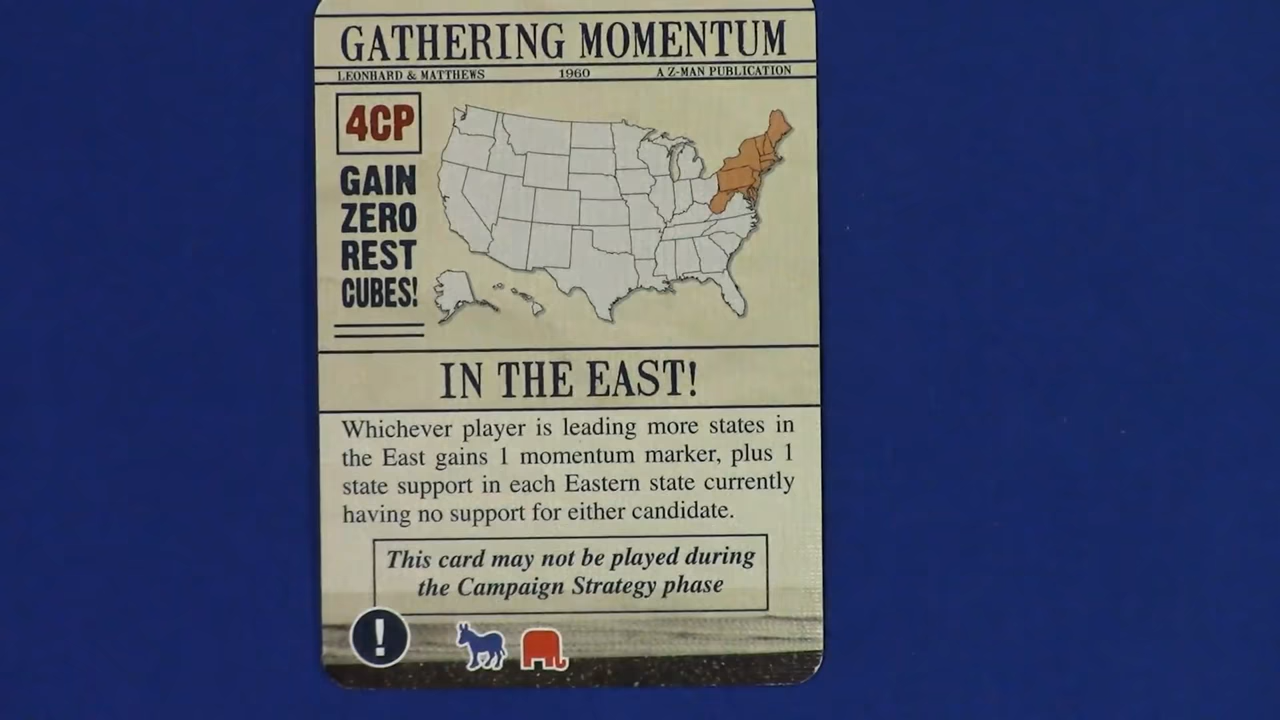 GATHERING MOMENTUM
LEONHARD & MATTHEWS 1960 A Z-MAN PUBLICATION
4CP
GAIN
ZERO
REST
CUBES!
IN THE EAST!
Whichever player is leading more states in
the East gains 1 momentum marker, plus 1
state support in each Eastern state currently
having no support for either candidate.
This card may not be played during
the Campaign Strategy phase
!